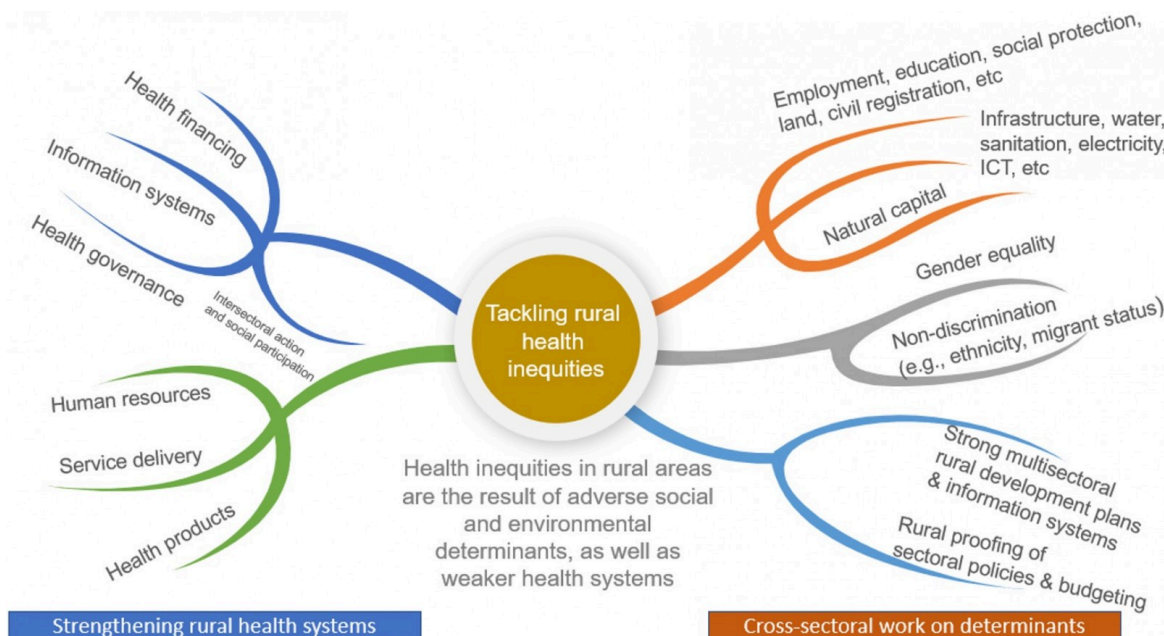 Health financing
Information systems
Health governance
Intersectoral action
and social participation
Human resources
Service delivery
Health products
Tackling rural
health
inequities
Health inequities in rural areas
are the result of adverse social
and environmental
determinants, as well as
weaker health systems
Employment, education, social protection,
land, civil registration, etc
Infrastructure, water,
sanitation, electricity,
ICT, etc
Natural capital
Gender equality
Non-discrimination
(e.g., ethnicity, migrant status)
Strong multisectoral
rural development plans
& information systems
Rural proofing of
sectoral policies & budgeting
Strengthening rural health systems
Cross-sectoral work on determinants